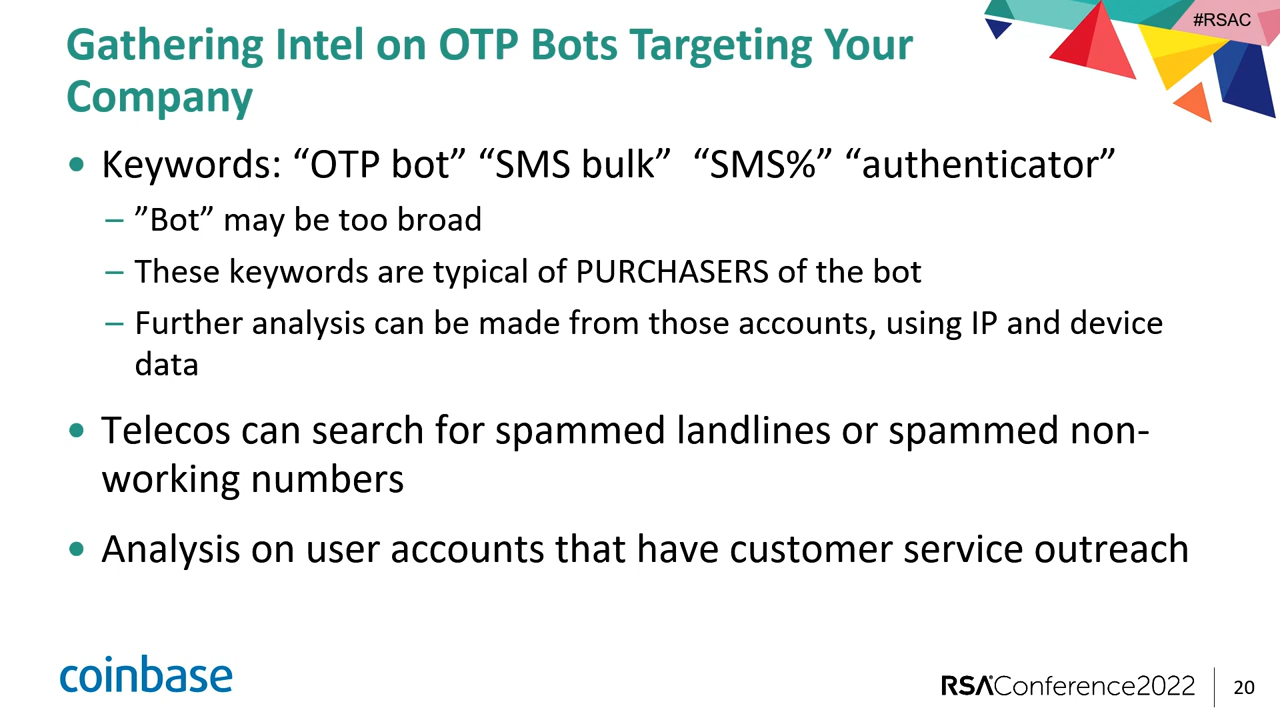 #RSAC
Gathering Intel on OTP Bots Targeting Your
Company
• Keywords: “OTP bot” “SMS bulk”  “SMS%” “authenticator”
– ”Bot” may be too broad
– These keywords are typical of PURCHASERS of the bot
– Further analysis can be made from those accounts, using IP and device
data
• Telecos can search for spammed landlines or spammed non-
working numbers
• Analysis on user accounts that have customer service outreach
coinbase
RSAConference2022
20